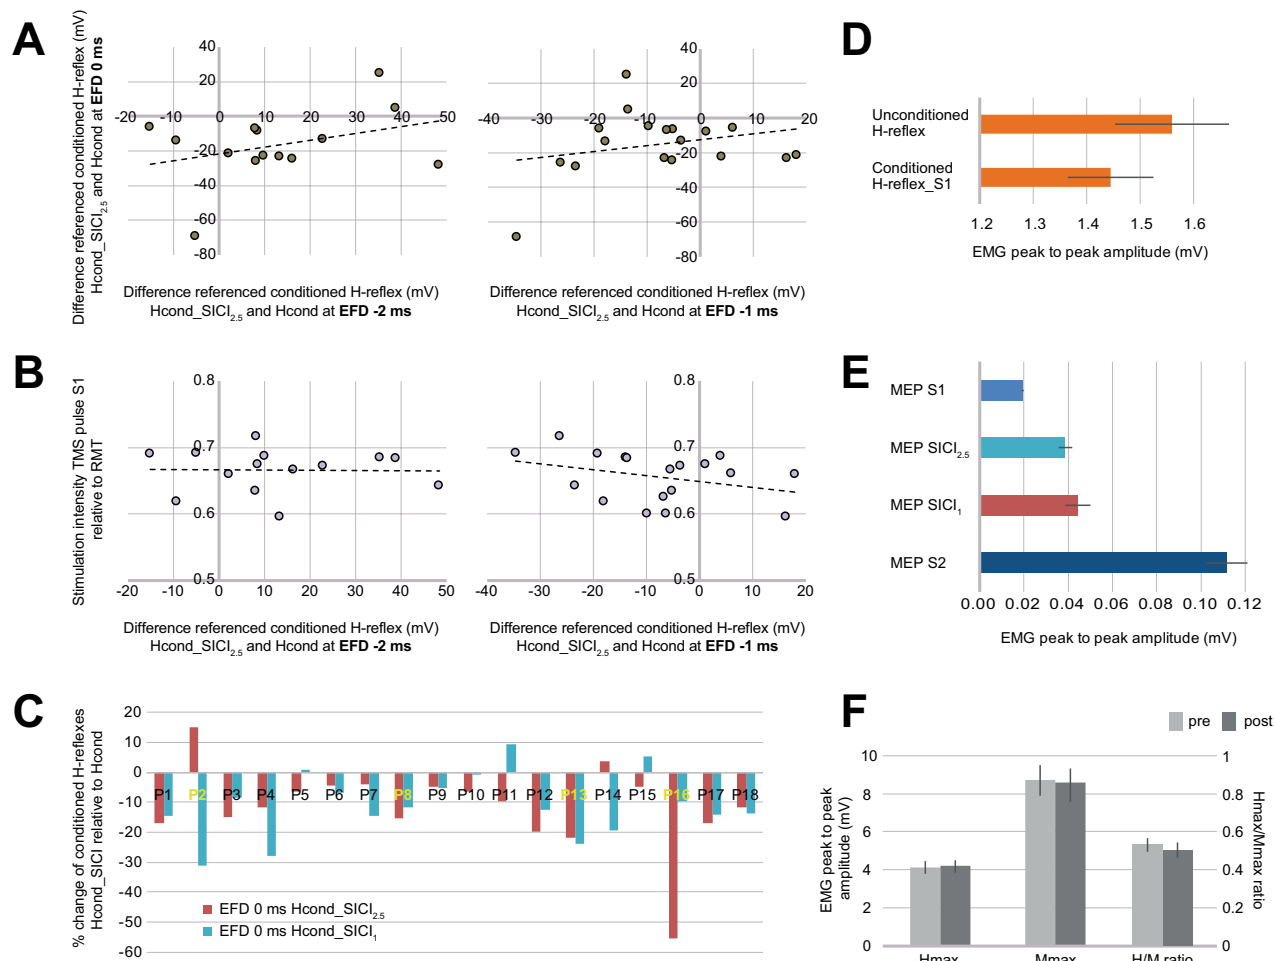 A
Difference referenced conditioned H-reflex (mV)
Hcond_SICI2.5 and Hcond at EFD 0 ms
40
20
-20
-10
0
10
20
30
40
50
-20
-40
-60
-80
Difference referenced conditioned H-reflex (mV)
Hcond_SICI2.5 and Hcond at EFD -2 ms
40
20
-40
-30
-20
-10
0
10
20
-20
-40
-60
-80
Difference referenced conditioned H-reflex (mV)
Hcond_SICI2.5 and Hcond at EFD -1 ms
B
Stimulation intensity TMS pulse S1
relative to RMT
0.8
0.7
0.6
0.5
-20
-10
0
10
20
30
40
50
Difference referenced conditioned H-reflex (mV)
Hcond_SICI2.5 and Hcond at EFD -2 ms
0.8
0.7
0.6
0.5
-40
-30
-20
-10
0
10
20
Difference referenced conditioned H-reflex (mV)
Hcond_SICI2.5 and Hcond at EFD -1 ms
C
% change of conditioned H-reflexes
Hcond_SICI relative to Hcond
20
10
0
-10
-20
-30
-40
-50
-60
P1 P2 P3 P4 P5 P6 P7 P8 P9 P10 P11 P12 P13 P14 P15 P16 P17 P18
EFD 0 ms Hcond_SICI2.5
EFD 0 ms Hcond_SICI1
D
Unconditioned
H-reflex
Conditioned
H-reflex_S1
1.2 1.3 1.4 1.5 1.6
EMG peak to peak amplitude (mV)
E
MEP S1
MEP SICI2.5
MEP SICI1
MEP S2
0.00 0.02 0.04 0.06 0.08 0.10 0.12
EMG peak to peak amplitude (mV)
F
pre post
EMG peak to peak
amplitude (mV)
10
8
6
4
2
0
1
0.8
0.6
0.4
0.2
0
Hmax/Mmax ratio
Hmax Mmax H/M ratio